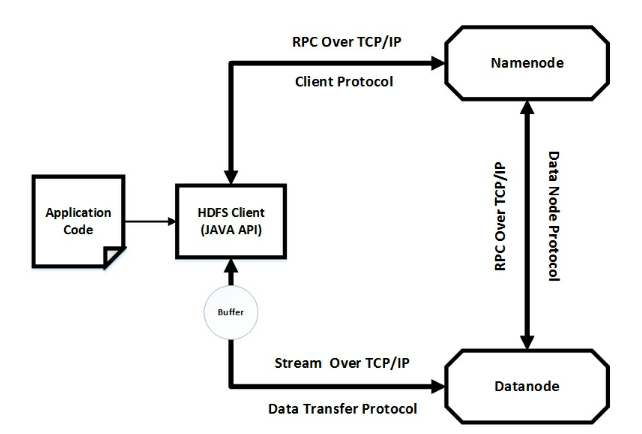 RPC Over TCP/IP
Client Protocol
Namenode
Application
Code
HDFS Client
(JAVA API)
RPC Over TCP/IP
Data Node Protocol
Buffer
Stream Over TCP/IP
Data Transfer Protocol
Datanode